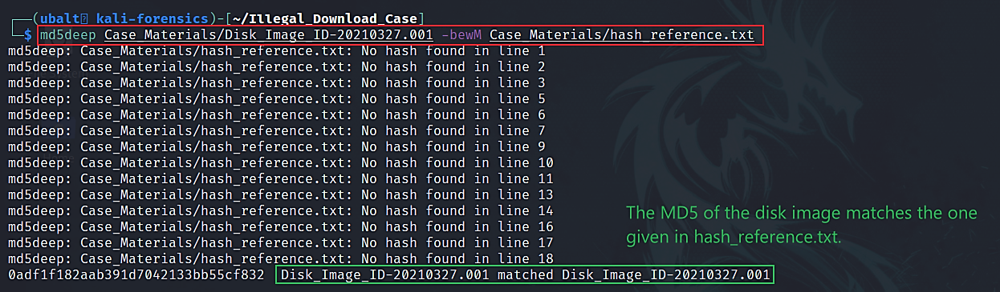 (ubalt kali-forensics)-[~/Illegal_Download_Case]
$ md5deep Case_Materials/Disk_Image_ID-20210327.001 -bewM Case_Materials/hash_reference.txt
md5deep: Case_Materials/hash_reference.txt: No hash found in line 1
md5deep: Case_Materials/hash_reference.txt: No hash found in line 2
md5deep: Case_Materials/hash_reference.txt: No hash found in line 3
md5deep: Case_Materials/hash_reference.txt: No hash found in line 5
md5deep: Case_Materials/hash_reference.txt: No hash found in line 6
md5deep: Case_Materials/hash_reference.txt: No hash found in line 7
md5deep: Case_Materials/hash_reference.txt: No hash found in line 9
md5deep: Case_Materials/hash_reference.txt: No hash found in line 10
md5deep: Case_Materials/hash_reference.txt: No hash found in line 11
md5deep: Case_Materials/hash_reference.txt: No hash found in line 13
md5deep: Case_Materials/hash_reference.txt: No hash found in line 14
md5deep: Case_Materials/hash_reference.txt: No hash found in line 16
md5deep: Case_Materials/hash_reference.txt: No hash found in line 17
md5deep: Case_Materials/hash_reference.txt: No hash found in line 18
0adf1f182aab391d7042133bb55cf832 Disk_Image_ID-20210327.001 matched Disk_Image_ID-20210327.001
The MD5 of the disk image matches the one
given in hash_reference.txt.